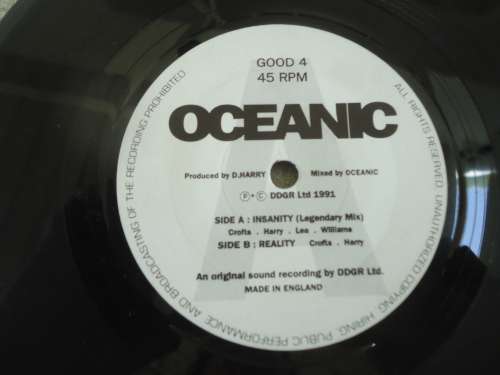 GOOD 4
45 RPM
OCEANIC
Produced by D.HARRY Mixed by OCEANIC
Ⓟ+© DDGR Ltd 1991
SIDE A : INSANITY (Legendary Mix)
Crofts . Harry . Lea . Williams
SIDE B : REALITY Crofts . Harry
An original sound recording by DDGR Ltd.
MADE IN ENGLAND
ALL RIGHTS RESERVED. UNAUTHORIZED COPYING, HIRING, PUBLIC PERFORMANCE AND BROADCASTING OF THE RECORDING PROHIBITED
A